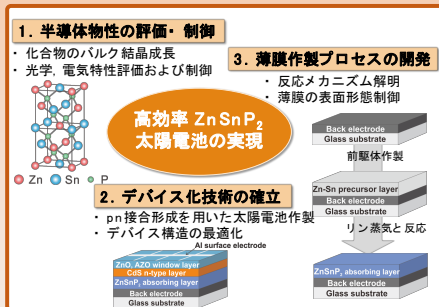 1. 半導体物性の評価・制御
・ 化合物のバルク結晶成長
・ 光学, 電気特性評価および制御
Zn Sn P
高効率 ZnSnP₂
太陽電池の実現
3. 薄膜作製プロセスの開発
・ 反応メカニズム解明
・ 薄膜の表面形態制御
Back electrode
Glass substrate
前駆体作製
Zn-Sn precursor layer
Back electrode
Glass substrate
リン蒸気と反応
ZnSnP₂ absorbing layer
Back electrode
Glass substrate
2. デバイス化技術の確立
・ pn接合形成を用いた太陽電池作製
・ デバイス構造の最適化
Al surface electrode
ZnO, AZO window layer
CdS n-type layer
ZnSnP₂ absorbing layer
Back electrode
Glass substrate